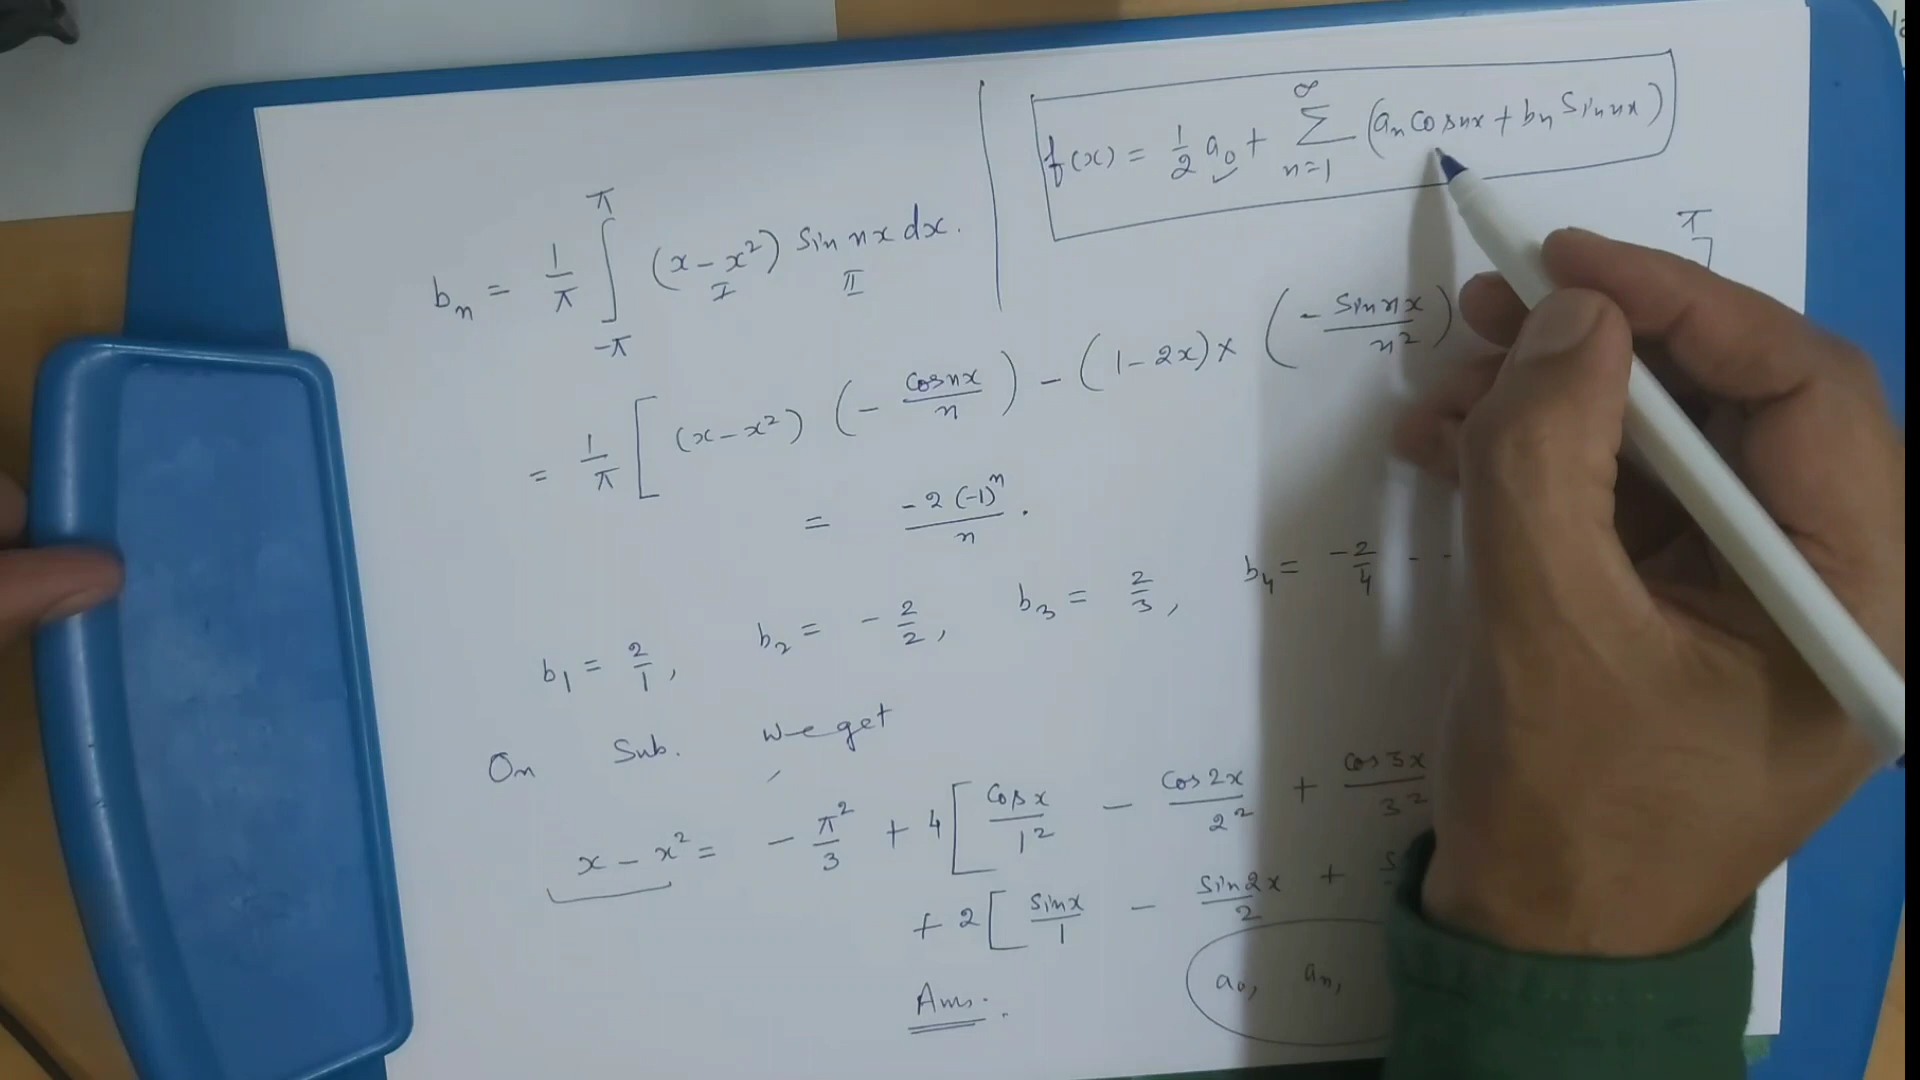 f(x) = 1/2 a₀ + ∑_{n=1}^{∞} (aₙ cos nx + bₙ sin nx)
bₙ = 1/π ∫_{-π}^{π} (x - x²) sin nx dx.
I II
π
= 1/π [ (x - x²) (- cos nx / n) - (1 - 2x) × (- sin nx / n²)
= -2(-1)ⁿ / n .
b₁ = 2/1, b₂ = - 2/2, b₃ = 2/3, b₄ = - 2/4 - -
On Sub. we get
x - x² = - π²/3 + 4 [ cos x / 1² - cos 2x / 2² + cos 3x / 3²
+ 2 [ sin x / 1 - sin 2x / 2 +
Ans.
a₀, aₙ,